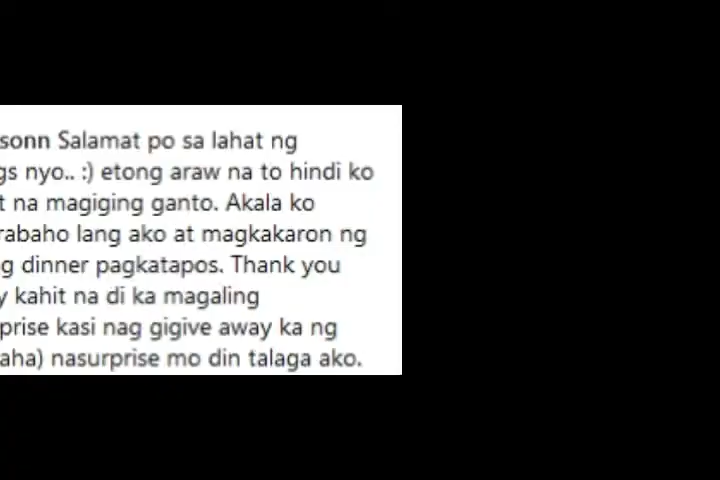 sonn Salamat po sa lahat ng
gs nyo.. :) etong araw na to hindi ko
t na magiging ganto. Akala ko
rabaho lang ako at magkakaron ng
g dinner pagkatapos. Thank you
y kahit na di ka magaling
prise kasi nag gigive away ka ng
aha) nasurprise mo din talaga ako.